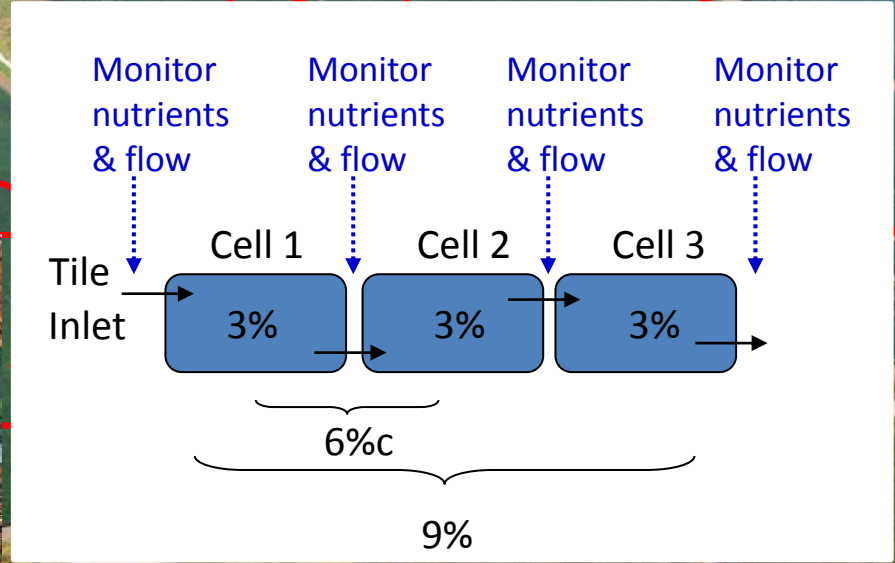 Monitor
nutrients
& flow
Monitor
nutrients
& flow
Monitor
nutrients
& flow
Monitor
nutrients
& flow
Cell 1
Cell 2
Cell 3
Tile
Inlet
3%
3%
3%
6%c
9%